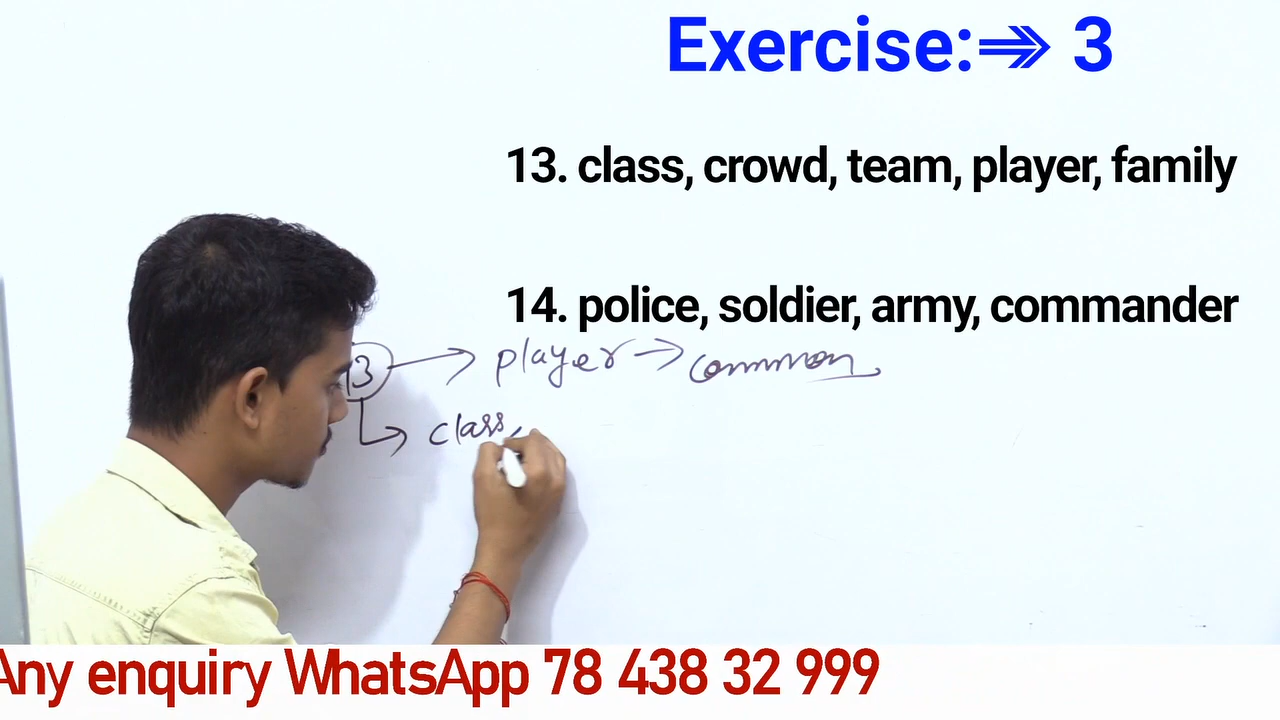 Exercise:⇛ 3
13. class, crowd, team, player, family
14. police, soldier, army, commander
13 → player → common
→ class,
Any enquiry WhatsApp 78 438 32 999